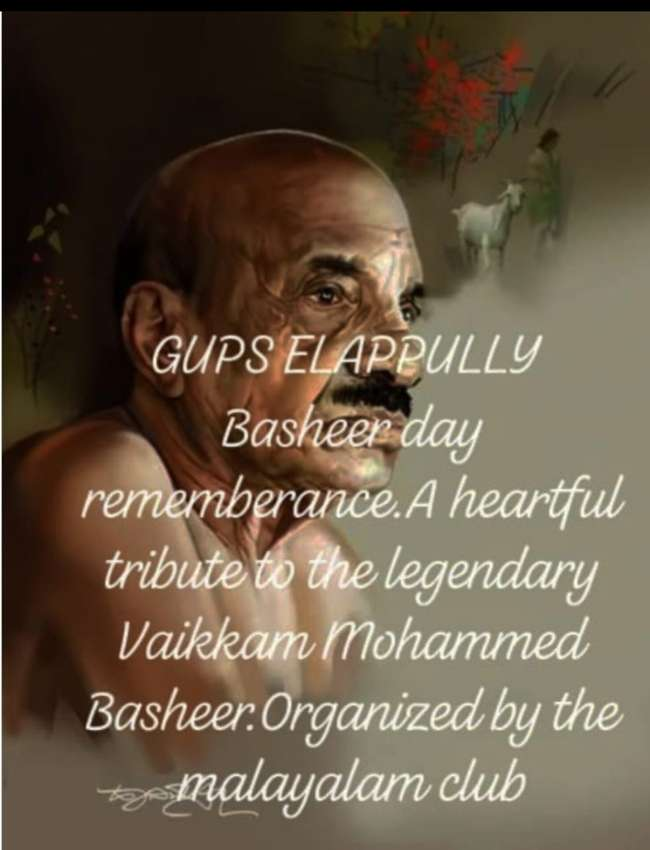 GUPS ELAPPULLY
Basheer day
rememberance.A heartful
tribute to the legendary
Vaikkam Mohammed
Basheer.Organized by the
malayalam club